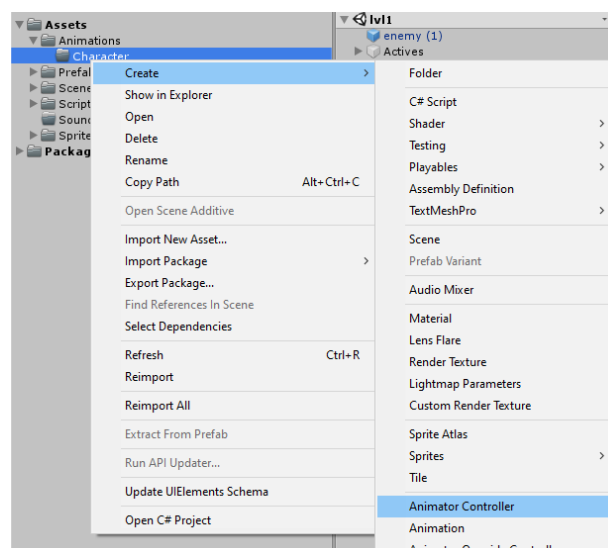 Assets
Animations
Character
Prefal
Scene
Script
Soun
Sprite
Packag
lvl1
enemy (1)
Actives
Create
Show in Explorer
Open
Delete
Rename
Copy Path Alt+Ctrl+C
Open Scene Additive
Import New Asset...
Import Package
Export Package...
Find References In Scene
Select Dependencies
Refresh Ctrl+R
Reimport
Reimport All
Extract From Prefab
Run API Updater...
Update UIElements Schema
Open C# Project
Folder
C# Script
Shader
Testing
Playables
Assembly Definition
TextMeshPro
Scene
Prefab Variant
Audio Mixer
Material
Lens Flare
Render Texture
Lightmap Parameters
Custom Render Texture
Sprite Atlas
Sprites
Tile
Animator Controller
Animation